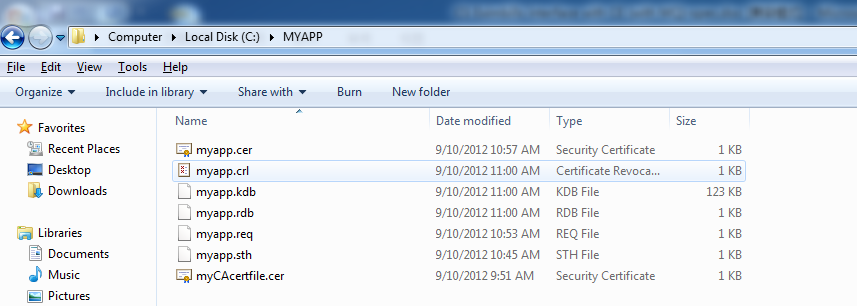 Computer Local Disk (C:) MYAPP
File Edit View Tools Help
Organize Include in library Share with Burn New folder
Favorites
Recent Places
Desktop
Downloads
Libraries
Documents
Music
Pictures
Name Date modified Type Size
myapp.cer 9/10/2012 10:57 AM Security Certificate 1 KB
myapp.crl 9/10/2012 11:00 AM Certificate Revoca... 1 KB
myapp.kdb 9/10/2012 11:00 AM KDB File 123 KB
myapp.rdb 9/10/2012 11:00 AM RDB File 1 KB
myapp.req 9/10/2012 10:53 AM REQ File 1 KB
myapp.sth 9/10/2012 10:45 AM STH File 1 KB
myCAcertfile.cer 9/10/2012 9:51 AM Security Certificate 1 KB